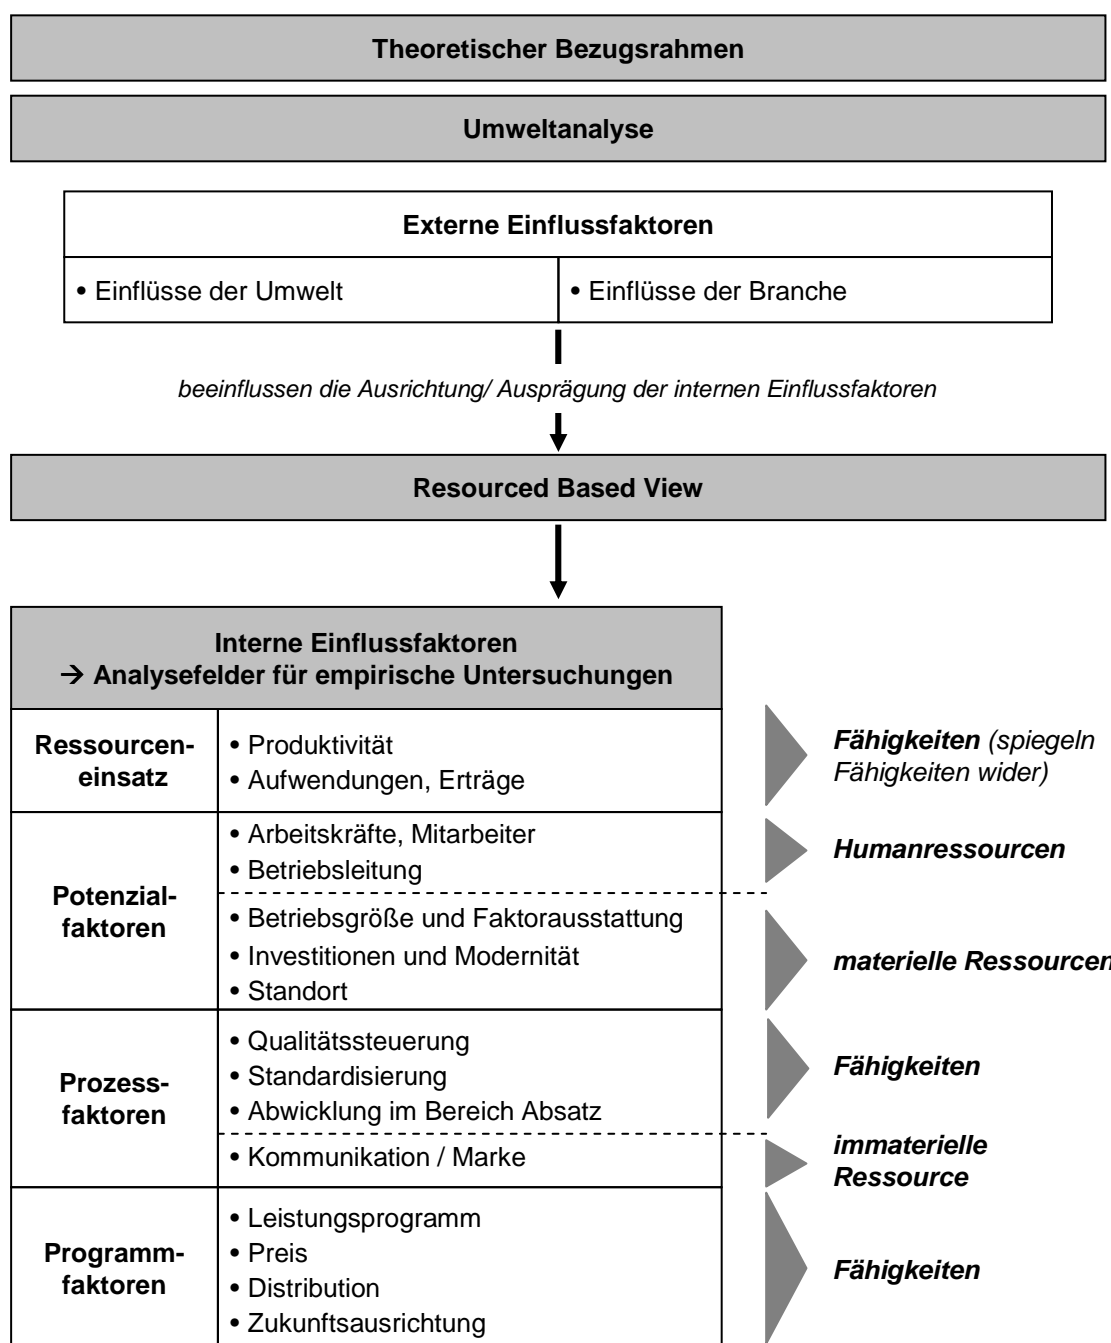 Theoretischer Bezugsrahmen
Umweltanalyse
Externe Einflussfaktoren
• Einflüsse der Umwelt
• Einflüsse der Branche
beeinflussen die Ausrichtung/ Ausprägung der internen Einflussfaktoren
Resourced Based View
Interne Einflussfaktoren
→ Analysefelder für empirische Untersuchungen
Ressourcen-
einsatz
• Produktivität
• Aufwendungen, Erträge
Fähigkeiten (spiegeln
Fähigkeiten wider)
Potenzial-
faktoren
• Arbeitskräfte, Mitarbeiter
• Betriebsleitung
Humanressourcen
• Betriebsgröße und Faktorausstattung
• Investitionen und Modernität
• Standort
materielle Ressourcen
Prozess-
faktoren
• Qualitätssteuerung
• Standardisierung
• Abwicklung im Bereich Absatz
Fähigkeiten
• Kommunikation / Marke
immaterielle
Ressource
Programm-
faktoren
• Leistungsprogramm
• Preis
• Distribution
• Zukunftsausrichtung
Fähigkeiten